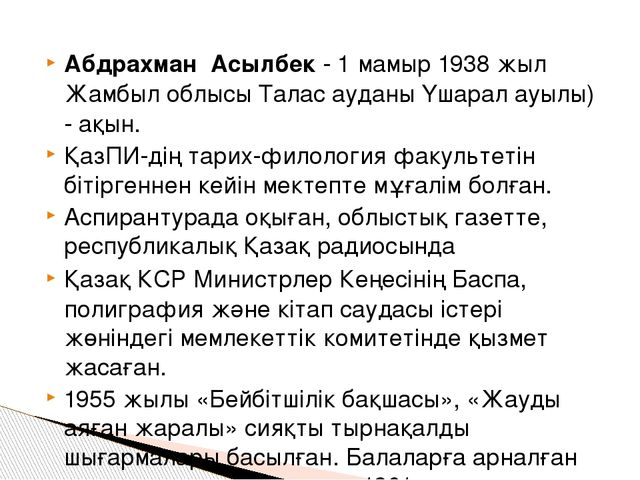 Абдрахман Асылбек - 1 мамыр 1938 жыл
Жамбыл облысы Талас ауданы Үшарал ауылы)
- ақын.
ҚазПИ-дің тарих-филология факультетін
бітіргеннен кейін мектепте мұғалім болған.
Аспирантурада оқыған, облыстық газетте,
республикалық Қазақ радиосында
Қазақ КСР Министрлер Кеңесінің Баспа,
полиграфия және кітап саудасы істері
жөніндегі мемлекеттік комитетінде қызмет
жасаған.
1955 жылы «Бейбітшілік бақшасы», «Жауды
аяған жаралы» сияқты тырнақалды
шығармалары басылған. Балаларға арналған